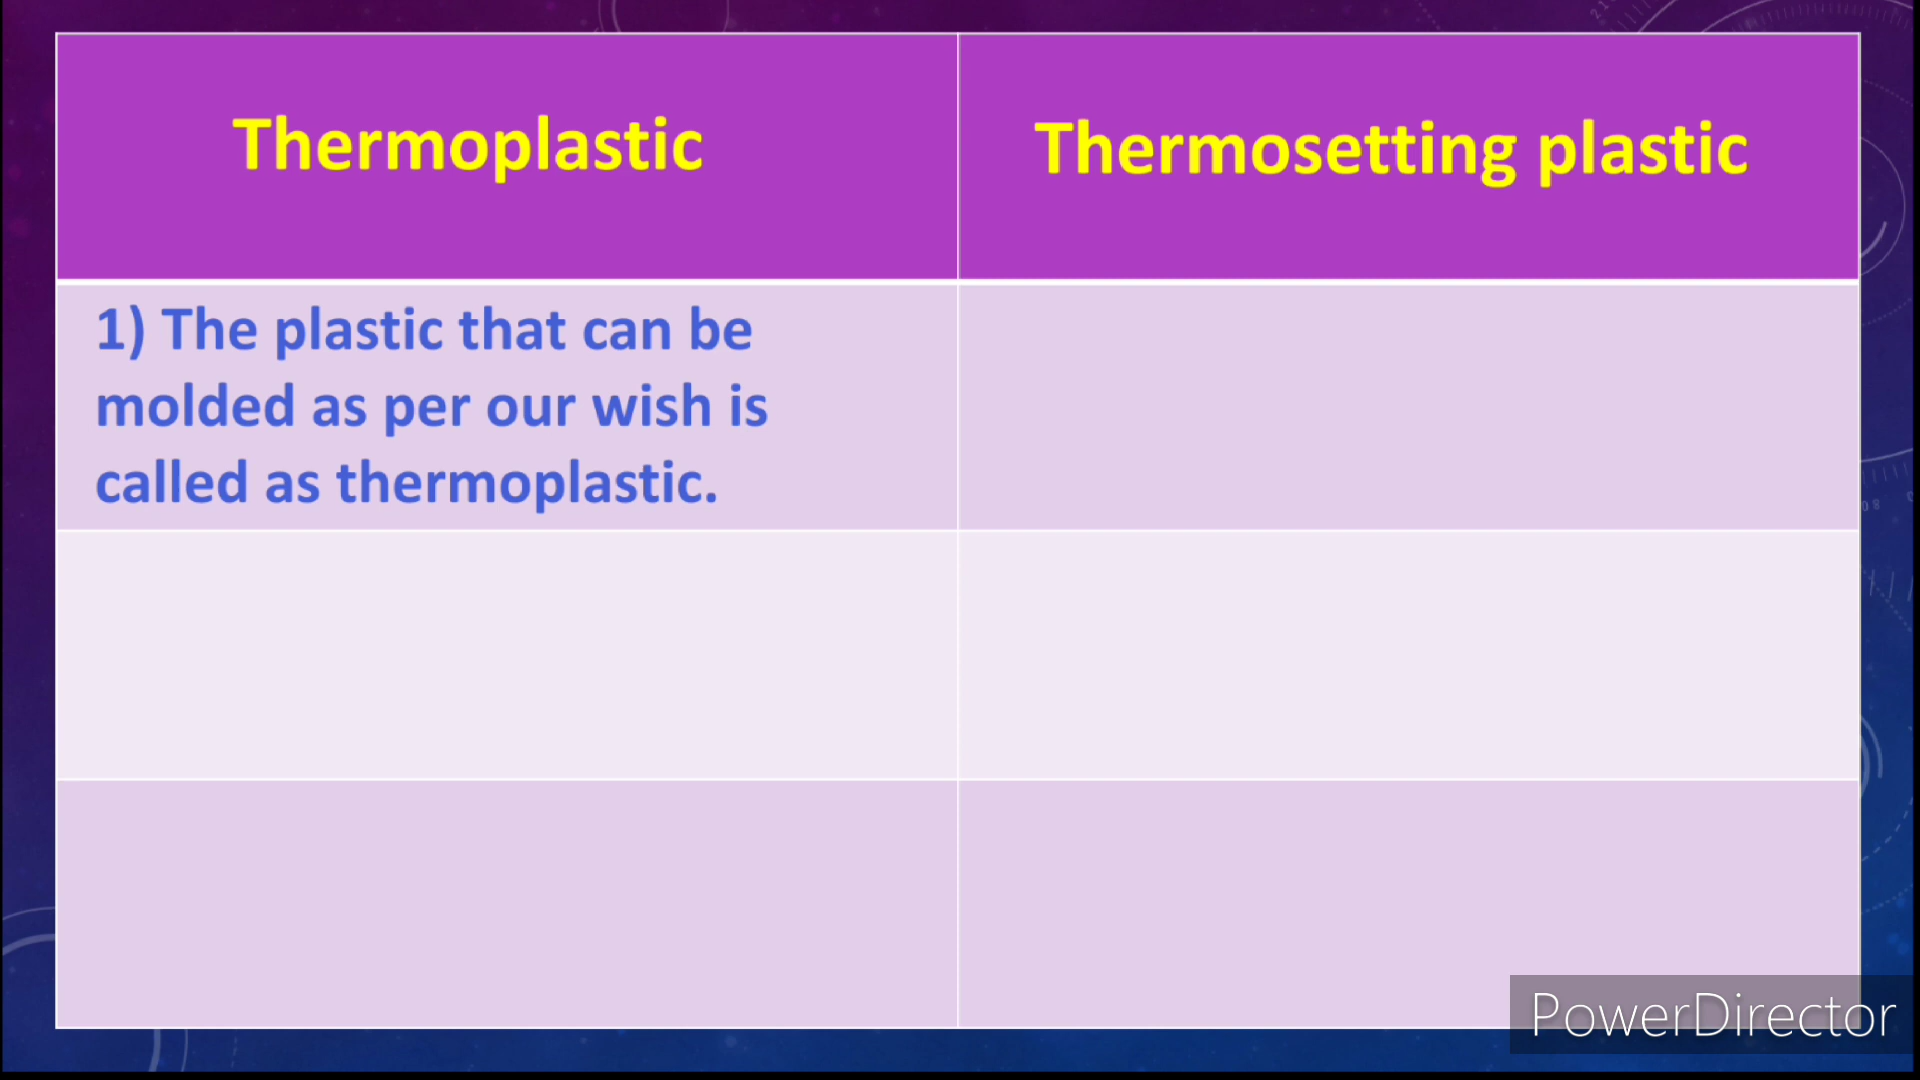 Thermoplastic
Thermosetting plastic
1) The plastic that can be
molded as per our wish is
called as thermoplastic.
PowerDirector